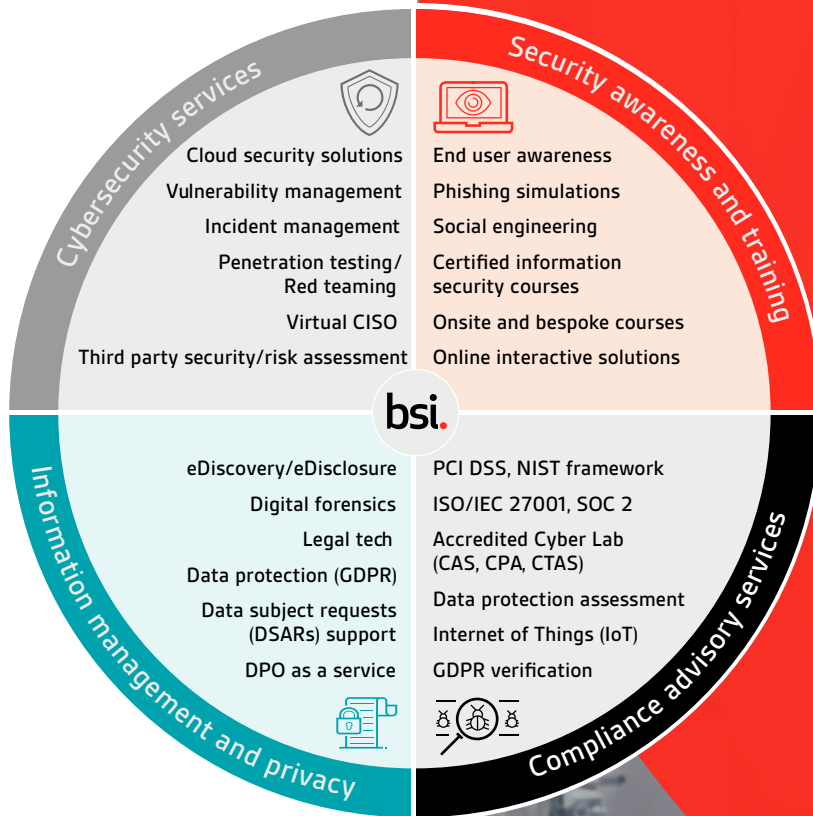 Cybersecurity services
Cloud security solutions
Vulnerability management
Incident management
Penetration testing/
Red teaming
Virtual CISO
Third party security/risk assessment
Security awareness and training
End user awareness
Phishing simulations
Social engineering
Certified information
security courses
Onsite and bespoke courses
Online interactive solutions
bsi.
Information management and privacy
eDiscovery/eDisclosure
Digital forensics
Legal tech
Data protection (GDPR)
Data subject requests
(DSARs) support
DPO as a service
Compliance advisory services
PCI DSS, NIST framework
ISO/IEC 27001, SOC 2
Accredited Cyber Lab
(CAS, CPA, CTAS)
Data protection assessment
Internet of Things (IoT)
GDPR verification